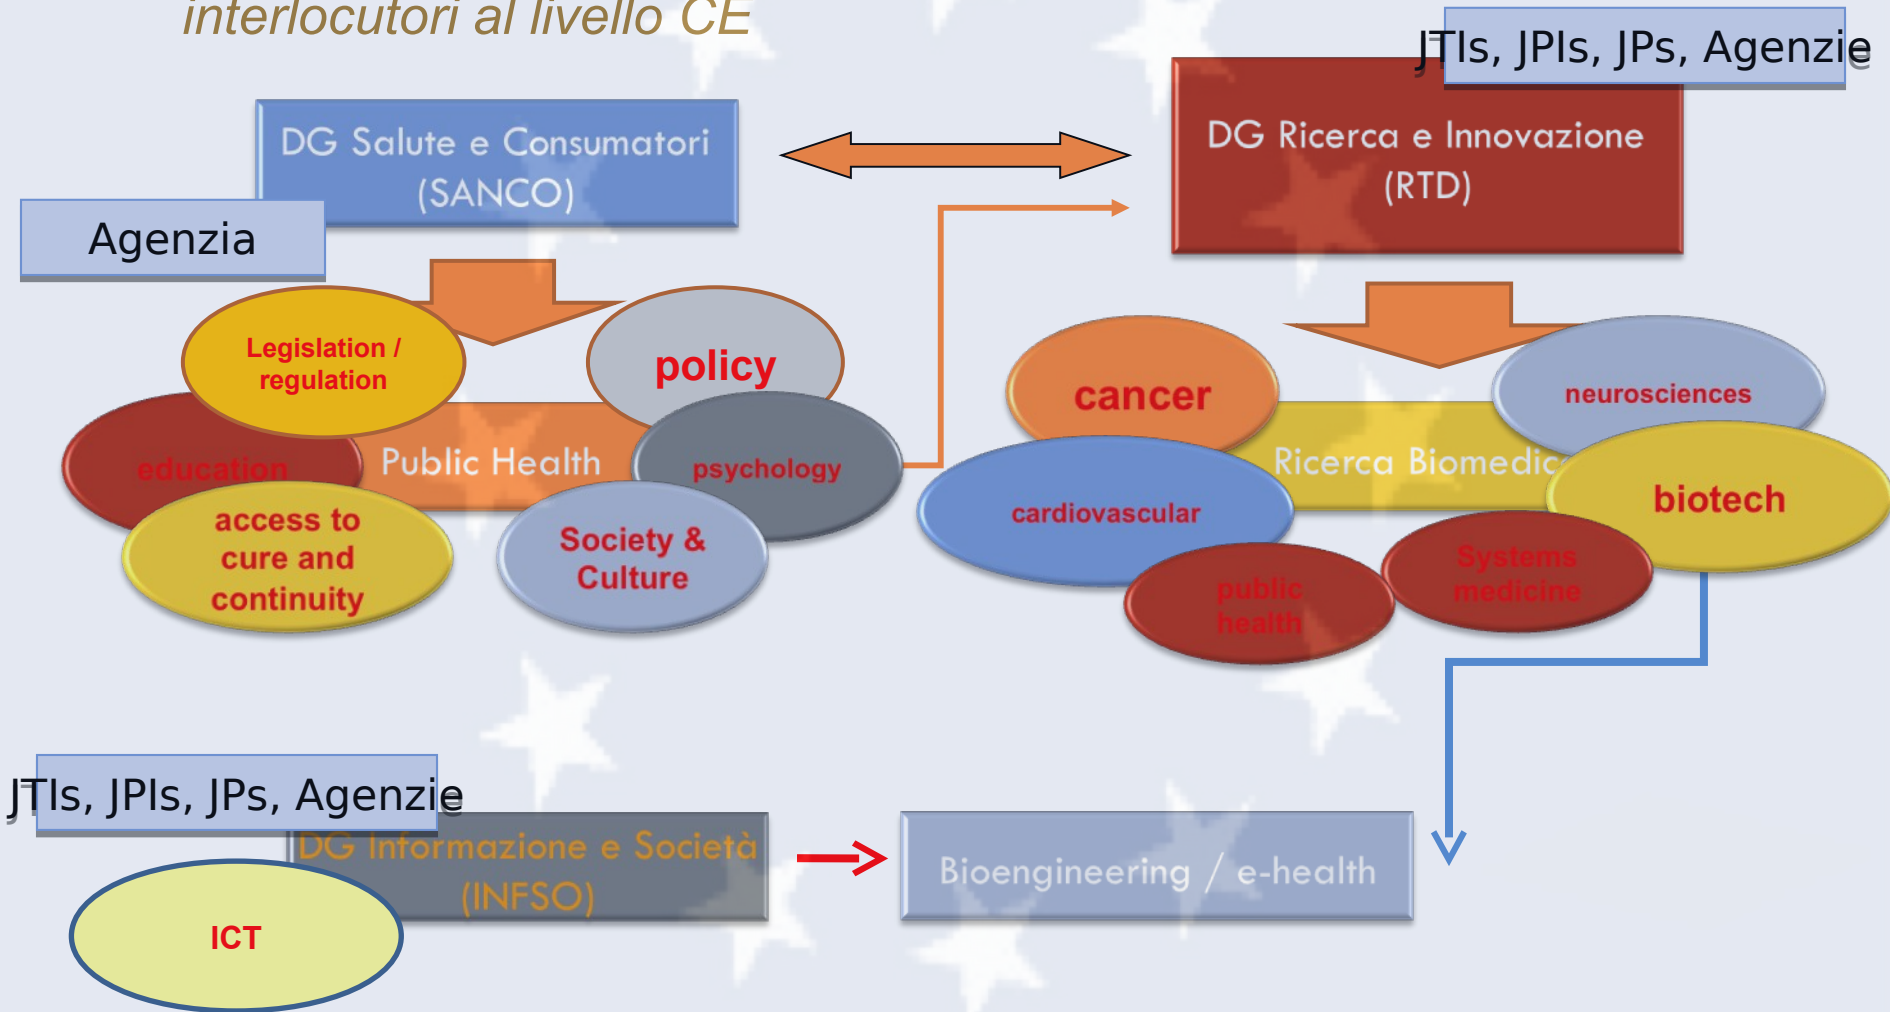 interlocutori al livello CE
JTIs, JPIs, JPs, Agenzie
DG Salute e Consumatori
(SANCO)
DG Ricerca e Innovazione
(RTD)
Agenzia
Legislation /
regulation
policy
education
Public Health
psychology
access to
cure and
continuity
Society &
Culture
cancer
neurosciences
Ricerca Biomedic
cardiovascular
biotech
public
health
Systems
medicine
JTIs, JPIs, JPs, Agenzie
DG Informazione e Società
(INFSO)
Bioengineering / e-health
ICT